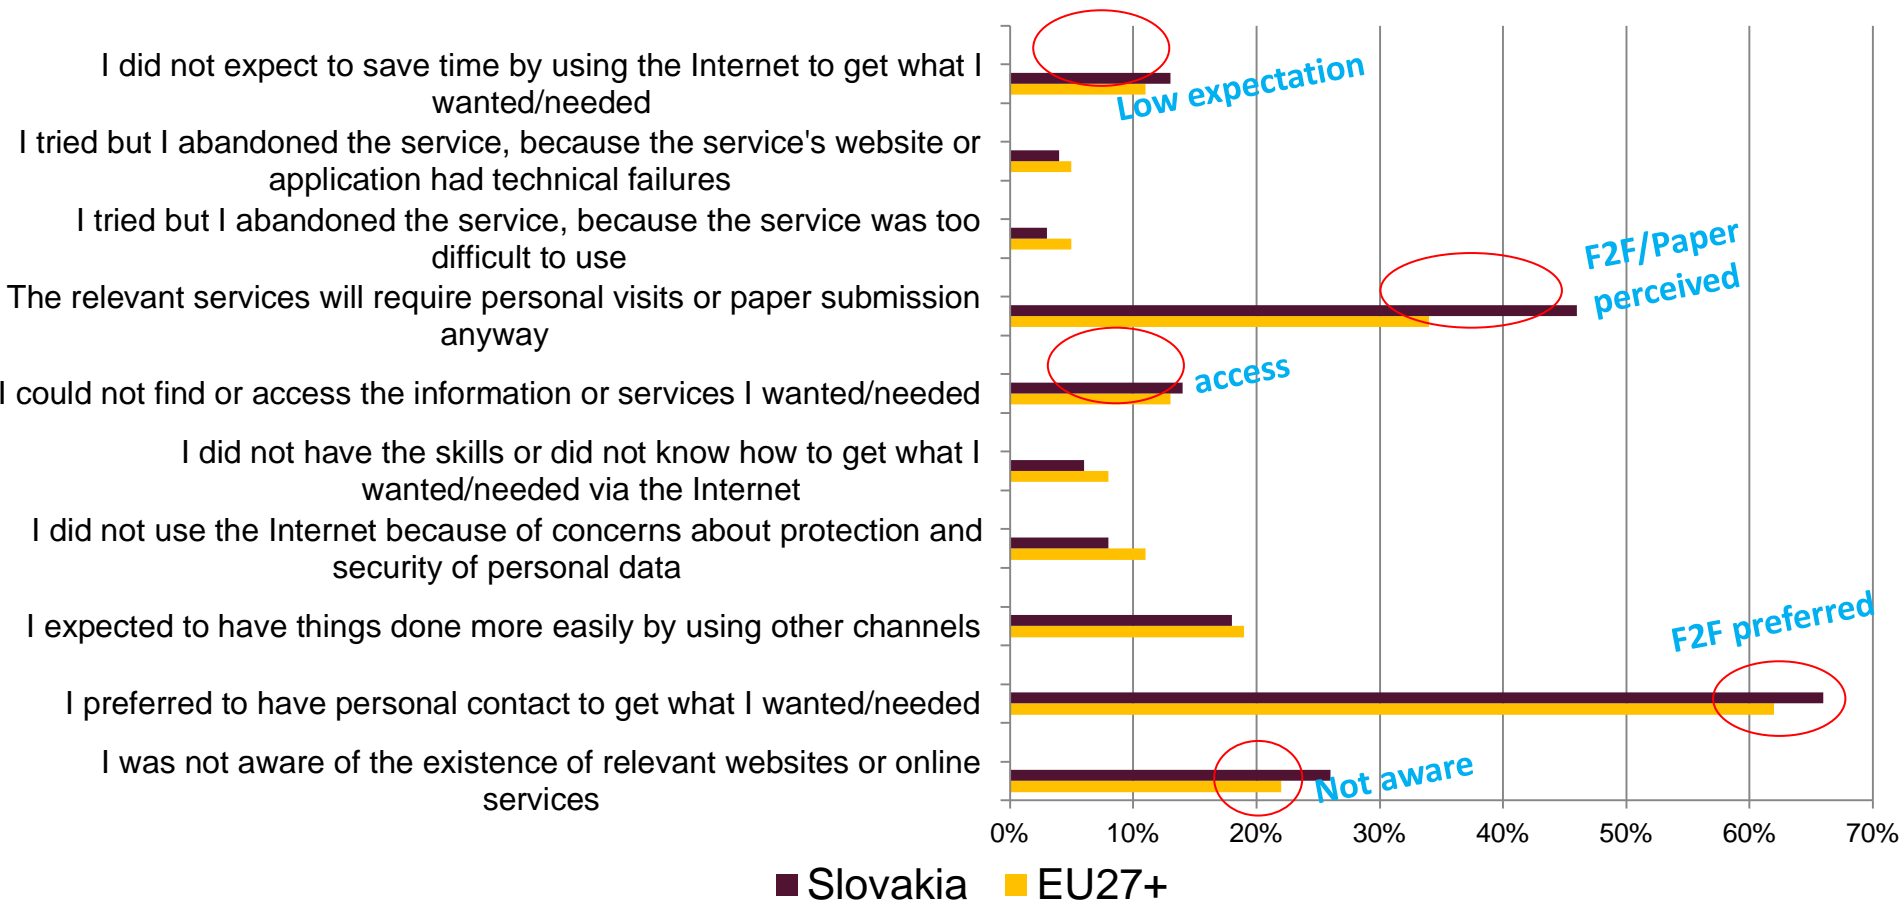 I did not expect to save time by using the Internet to get what I
wanted/needed
Low expectation
I tried but I abandoned the service, because the service's website or
application had technical failures
I tried but I abandoned the service, because the service was too
difficult to use
F2F/Paper
perceived
The relevant services will require personal visits or paper submission
anyway
access
I could not find or access the information or services I wanted/needed
I did not have the skills or did not know how to get what I
wanted/needed via the Internet
I did not use the Internet because of concerns about protection and
security of personal data
I expected to have things done more easily by using other channels
F2F preferred
I preferred to have personal contact to get what I wanted/needed
I was not aware of the existence of relevant websites or online
services
Not aware
0% 10% 20% 30% 40% 50% 60% 70%
Slovakia EU27+